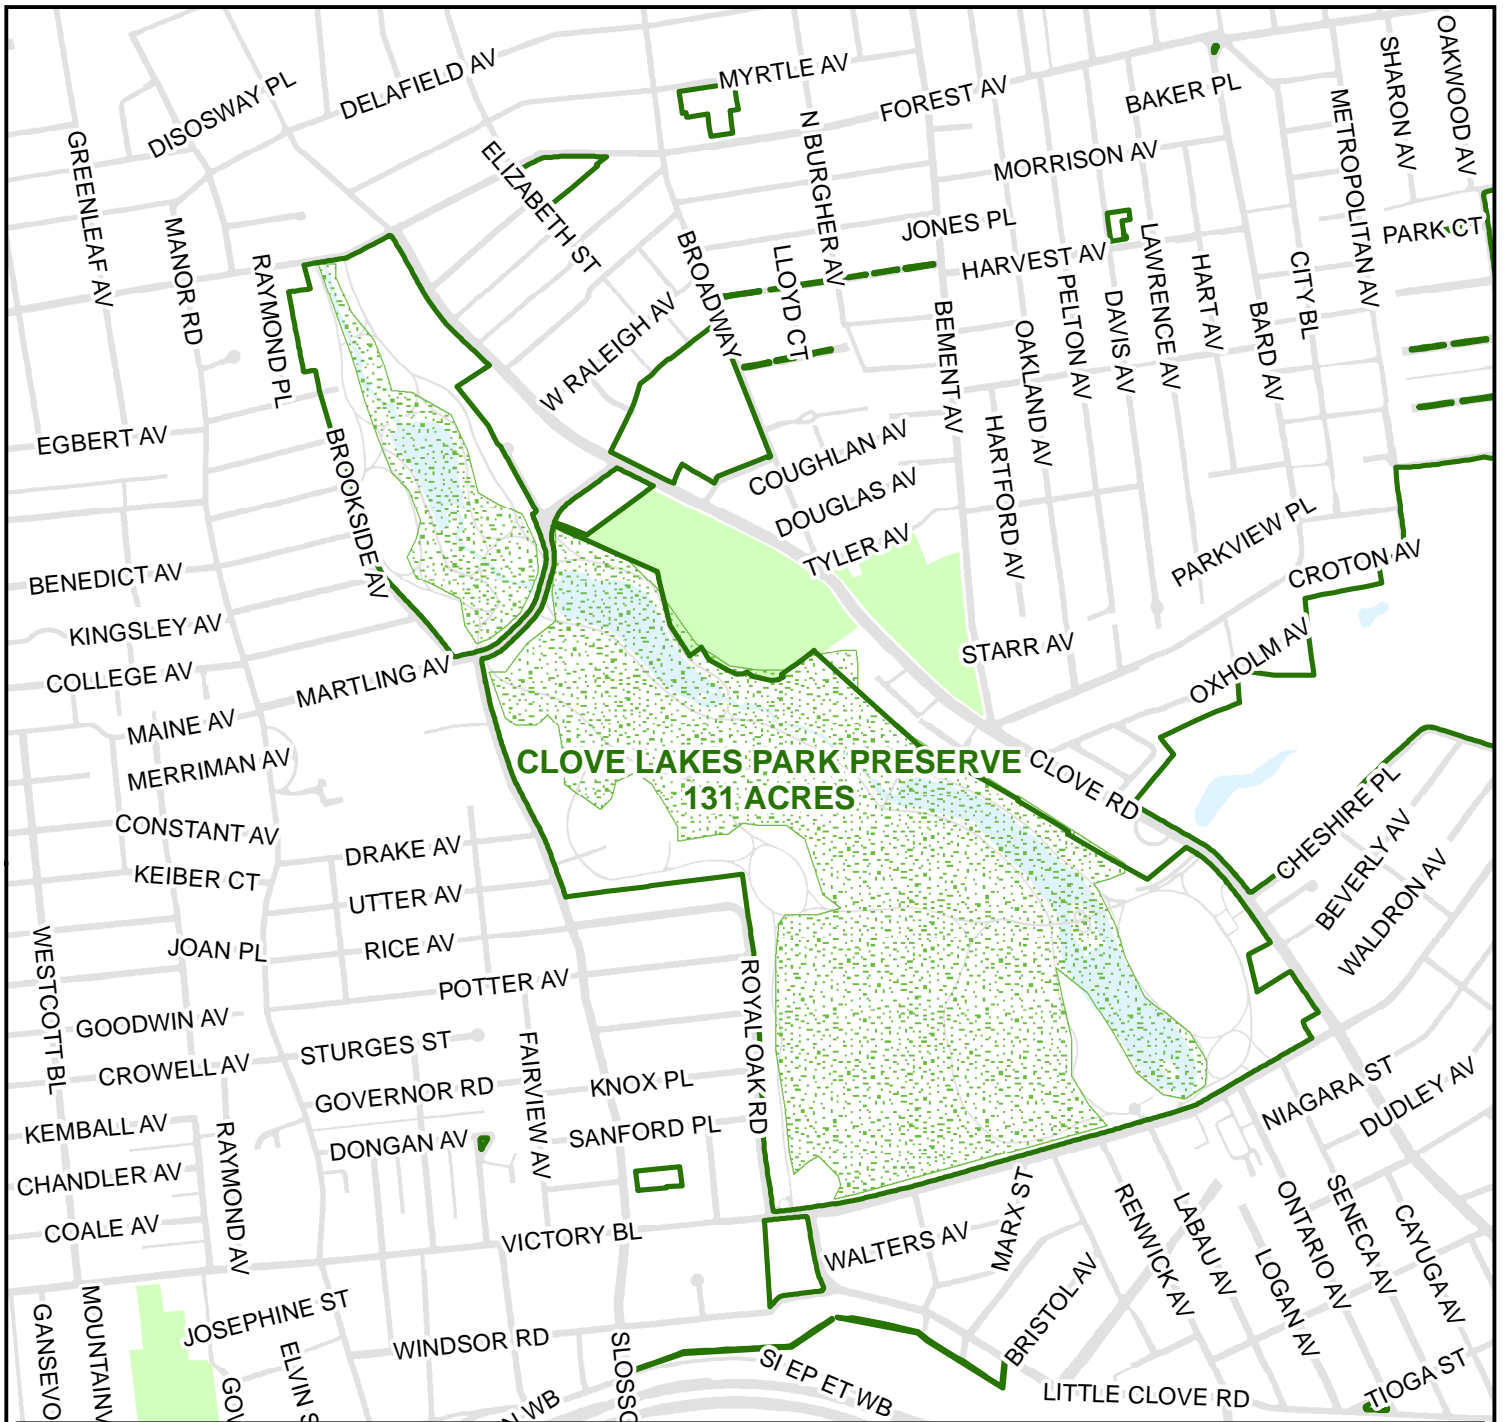 DISOSWAY PL
DELAFIELD AV
MYRTLE AV
FOREST AV
BAKER PL
SHARON AV
OAKWOOD AV
METROPOLITAN AV
GREENLEAF AV
ELIZABETH ST
N BURGHER AV
MORRISON AV
JONES PL
HARVEST AV
LAWRENCE AV
PARK CT
MANOR RD
RAYMOND PL
BROADWAY
LLOYD CT
W RALEIGH AV
BEMENT AV
OAKLAND AV
PELTON AV
DAVIS AV
HART AV
BARD AV
CITY BL
EGBERT AV
BROOKSIDE AV
COUGHLAN AV
DOUGLAS AV
TYLER AV
HARTFORD AV
PARKVIEW PL
CROTON AV
BENEDICT AV
KINGSLEY AV
COLLEGE AV
MARTLING AV
STARR AV
OXHOLM AV
MAINE AV
MERRIMAN AV
CLOVE LAKES PARK PRESERVE
131 ACRES
CLOVE RD
CHESHIRE PL
BEVERLY AV
WALDRON AV
CONSTANT AV
KEIBER CT
DRAKE AV
UTTER AV
RICE AV
JOAN PL
POTTER AV
WESTCOTT BL
GOODWIN AV
CROWELL AV
STURGES ST
GOVERNOR RD
FAIRVIEW AV
KNOX PL
SANFORD PL
ROYAL OAK RD
NIAGARA ST
DUDLEY AV
KEMBALL AV
DONGAN AV
CHANDLER AV
COALE AV
RAYMOND AV
VICTORY BL
WALTERS AV
MARX ST
RENWICK AV
LABAU AV
LOGAN AV
ONTARIO AV
SENECA AV
CAYUGA AV
BRISTOL AV
GANSEVO
MOUNTAINV
JOSEPHINE ST
GOV
ELVIN S
WINDSOR RD
SLOSSO
N WB
SI EP ET WB
LITTLE CLOVE RD
TIOGA ST